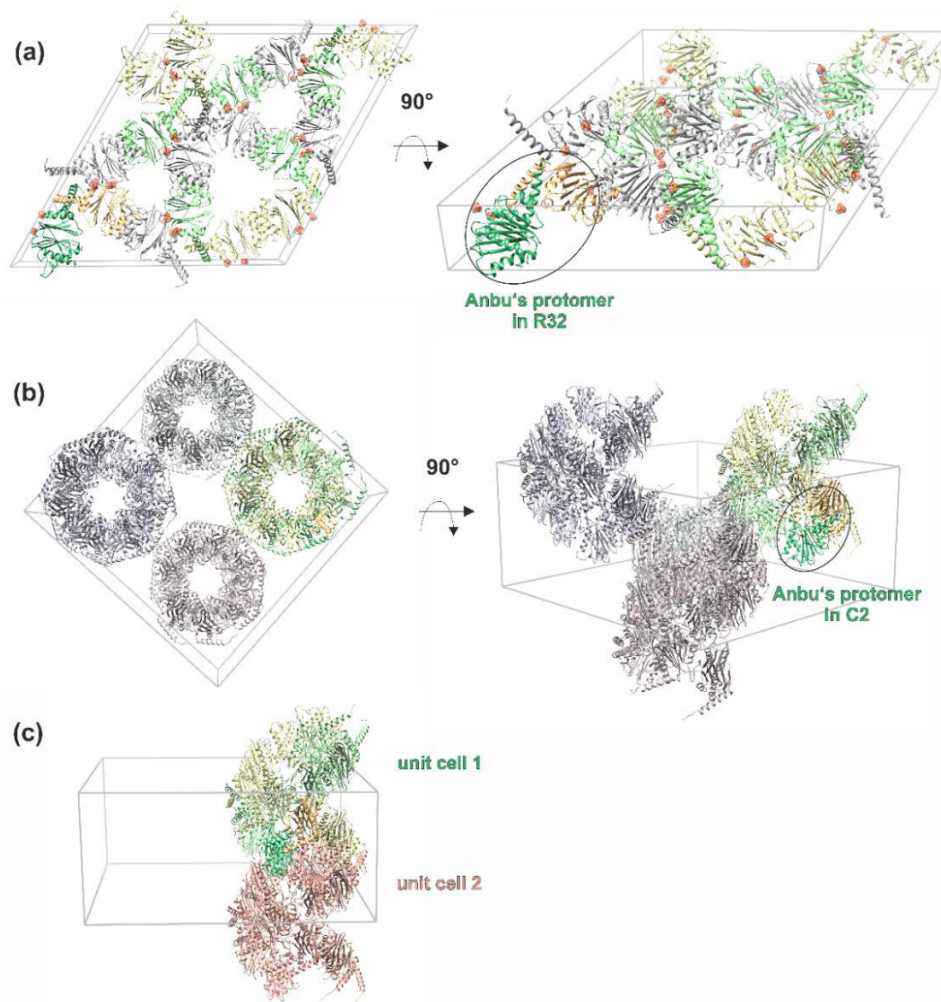 (a)
90°
Anbu's protomer
in R32
(b)
90°
Anbu's protomer
in C2
(c)
unit cell 1
unit cell 2